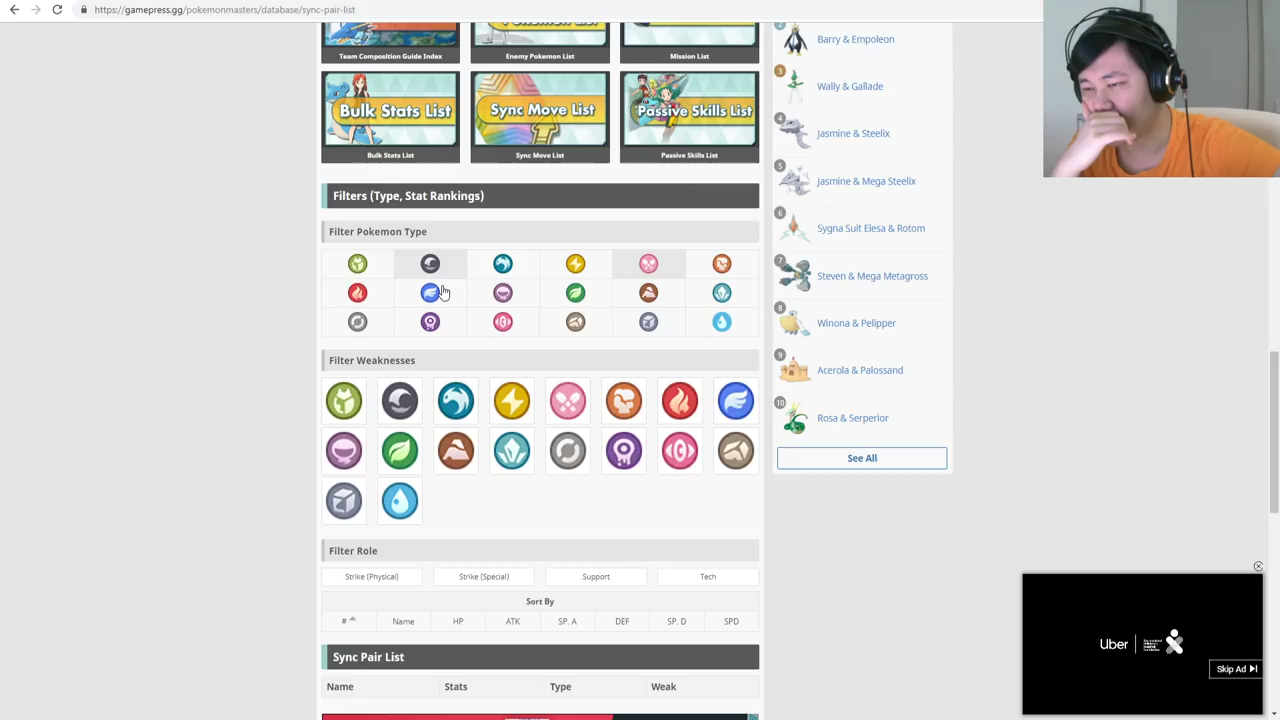 https://gamepress.gg/pokemonmasters/database/sync-pair-list
Team Composition Guide Index
Enemy Pokemon List
Mission List
Bulk Stats List
Sync Move List
Passive Skills List
Bulk Stats List
Sync Move List
Passive Skills List
Filters (Type, Stat Rankings)
Filter Pokemon Type
Filter Weaknesses
Filter Role
Strike (Physical)
Strike (Special)
Support
Tech
Sort By
#
Name
HP
ATK
SP. A
DEF
SP. D
SPD
Sync Pair List
Name
Stats
Type
Weak
2
Barry & Empoleon
3
Wally & Gallade
4
Jasmine & Steelix
5
Jasmine & Mega Steelix
6
Sygna Suit Elesa & Rotom
7
Steven & Mega Metagross
8
Winona & Pelipper
9
Acerola & Palossand
10
Rosa & Serperior
See All
Uber
Skip Ad